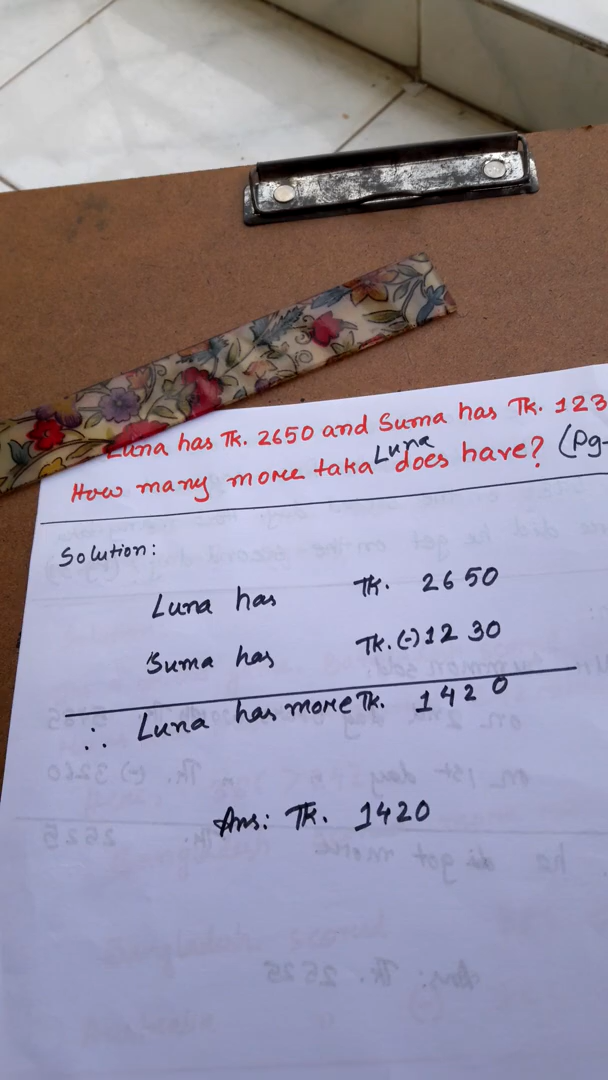 Luna has Tk. 2650 and Suma has Tk. 123
How many more taka Luna does have? (Pg-
Solution:
Luna has Tk. 2650
Suma has Tk. (-) 1230
∴ Luna has more Tk. 1420
Ans: Tk. 1420